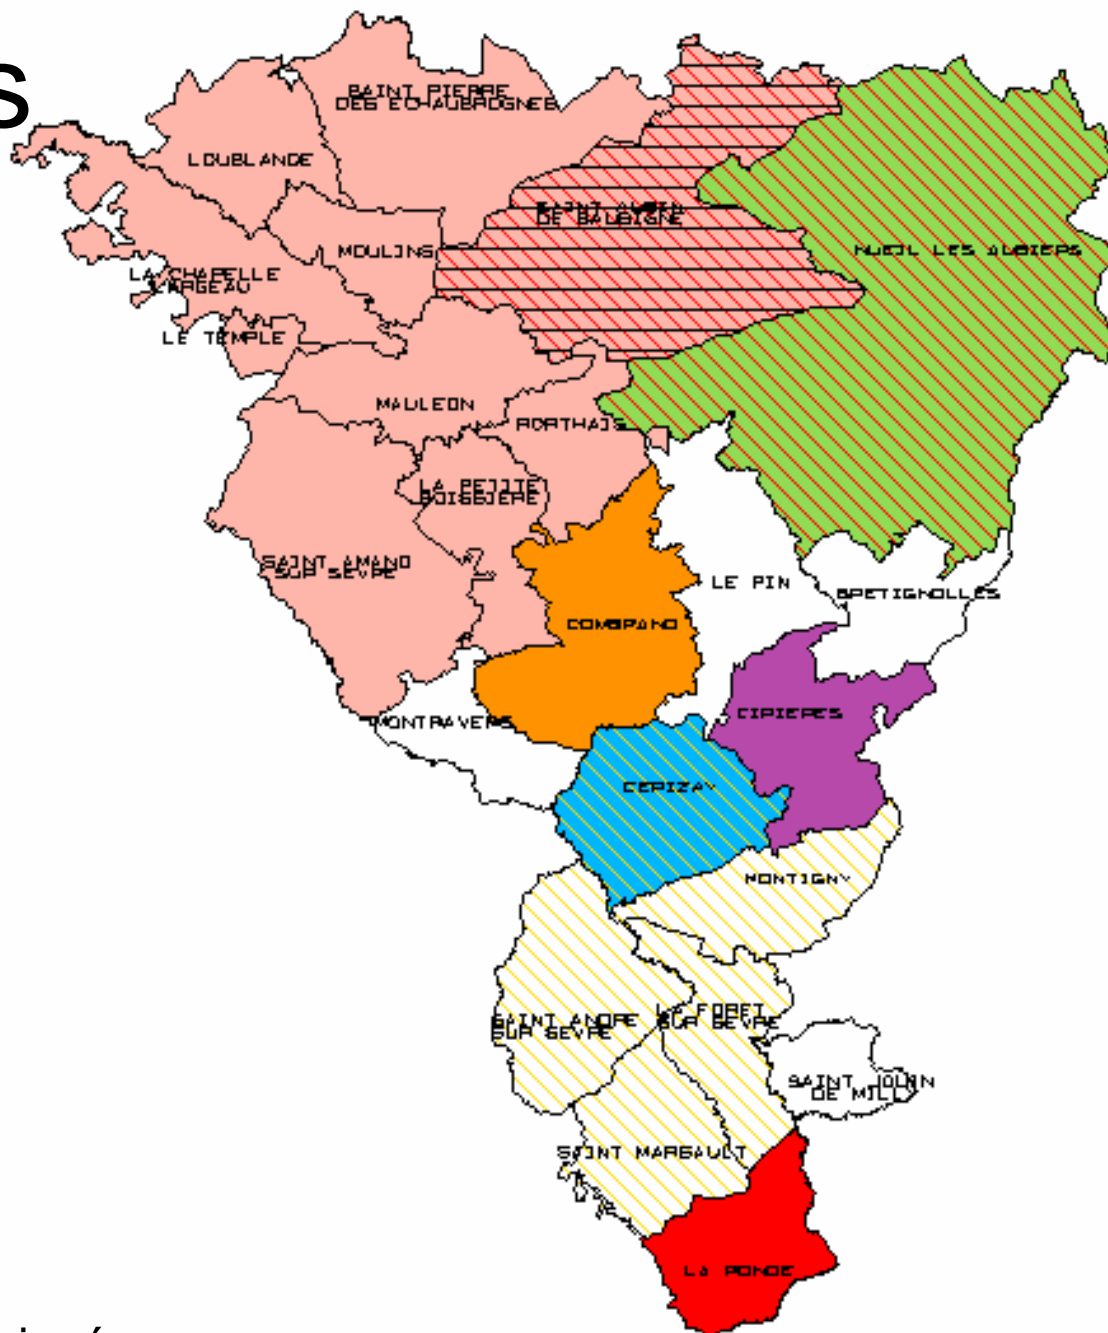 s
SAINT PIERRE
DES ECHAUBROGNES
LOUBLANDE
SAINT AUBIN
DE BAUBIGNE
MOULINS
NUEIL LES AUBIERS
LA CHAPELLE
LARGEAU
LE TEMPLE
MAULEON
RORTHAIS
LA PETITE
BOISSIERE
SAINT AMAND
SUR SEVRE
LE PIN
BRETIGNOLLES
COMBRAND
MONTRAVERS
CIRIERES
CERIZAY
MONTIGNY
SAINT ANDRE
SUR SEVRE
LA FORET
SUR SEVRE
SAINT JOUIN
DE MILLY
SAINT MARSAULT
LA RONDE